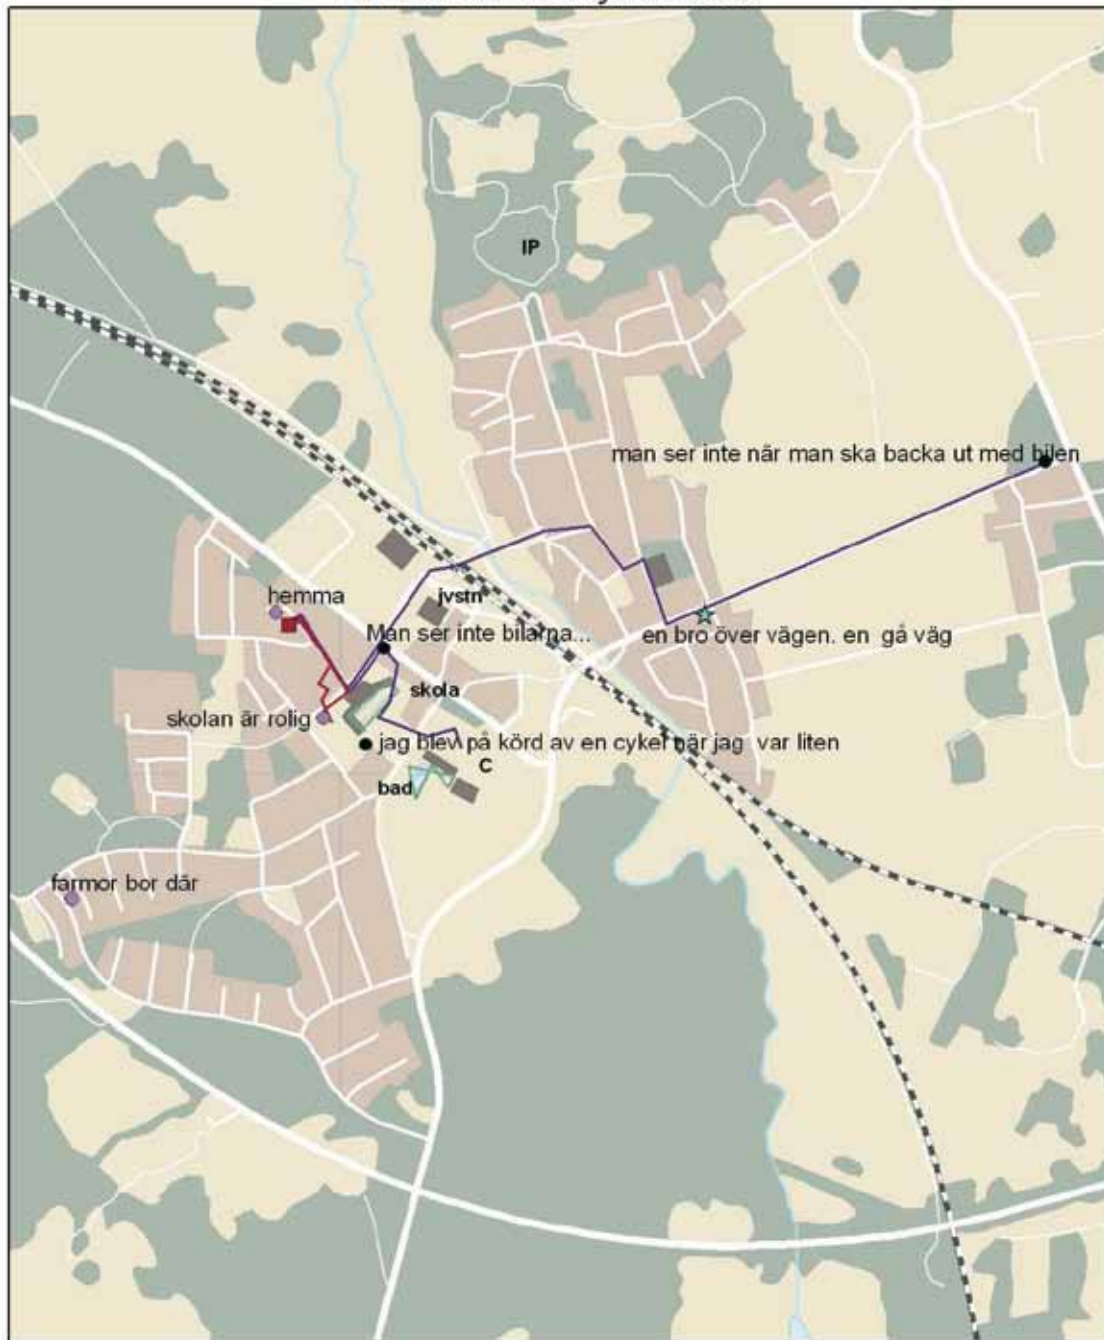 IP
man ser inte när man ska backa ut med bilen
hemma
jvstn
Man ser inte bilarna...
en bro över vägen. en gå väg
skola
skolan är rolig
jag blev på körd av en cykel när jag var liten
C
bad
farmor bor där